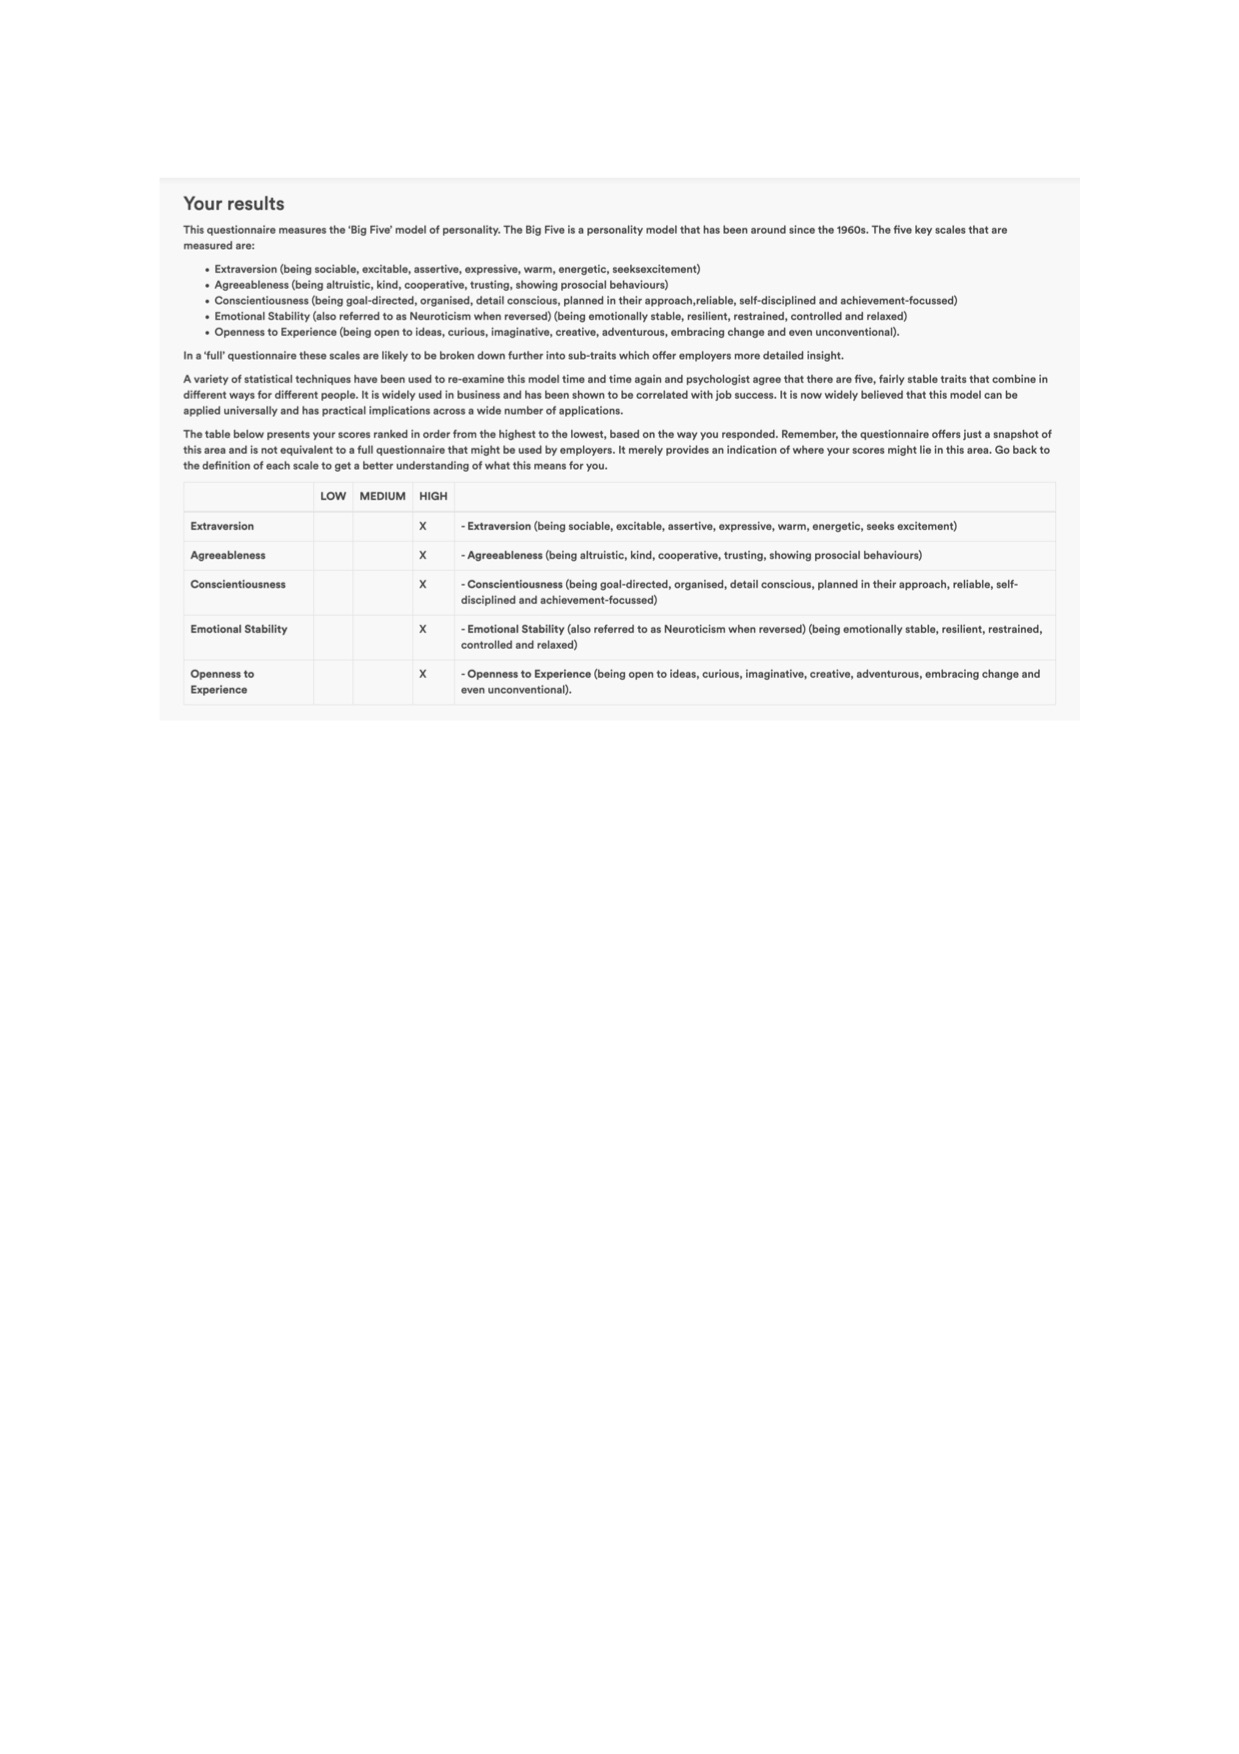 Your results
This questionnaire measures the ‘Big Five’ model of personality. The Big Five is a personality model that has been around since the 1960s. The five key scales that are
measured are:
• Extraversion (being sociable, excitable, assertive, expressive, warm, energetic, seeksexcitement)
• Agreeableness (being altruistic, kind, cooperative, trusting, showing prosocial behaviours)
• Conscientiousness (being goal-directed, organised, detail conscious, planned in their approach,reliable, self-disciplined and achievement-focussed)
• Emotional Stability (also referred to as Neuroticism when reversed) (being emotionally stable, resilient, restrained, controlled and relaxed)
• Openness to Experience (being open to ideas, curious, imaginative, creative, adventurous, embracing change and even unconventional).
In a ‘full’ questionnaire these scales are likely to be broken down further into sub-traits which offer employers more detailed insight.
A variety of statistical techniques have been used to re-examine this model time and time again and psychologist agree that there are five, fairly stable traits that combine in
different ways for different people. It is widely used in business and has been shown to be correlated with job success. It is now widely believed that this model can be
applied universally and has practical implications across a wide number of applications.
The table below presents your scores ranked in order from the highest to the lowest, based on the way you responded. Remember, the questionnaire offers just a snapshot of
this area and is not equivalent to a full questionnaire that might be used by employers. It merely provides an indication of where your scores might lie in this area. Go back to
the definition of each scale to get a better understanding of what this means for you.
LOW MEDIUM HIGH
Extraversion X - Extraversion (being sociable, excitable, assertive, expressive, warm, energetic, seeks excitement)
Agreeableness X - Agreeableness (being altruistic, kind, cooperative, trusting, showing prosocial behaviours)
Conscientiousness X - Conscientiousness (being goal-directed, organised, detail conscious, planned in their approach, reliable, self-
disciplined and achievement-focussed)
Emotional Stability X - Emotional Stability (also referred to as Neuroticism when reversed) (being emotionally stable, resilient, restrained,
controlled and relaxed)
Openness to X - Openness to Experience (being open to ideas, curious, imaginative, creative, adventurous, embracing change and
Experience even unconventional).